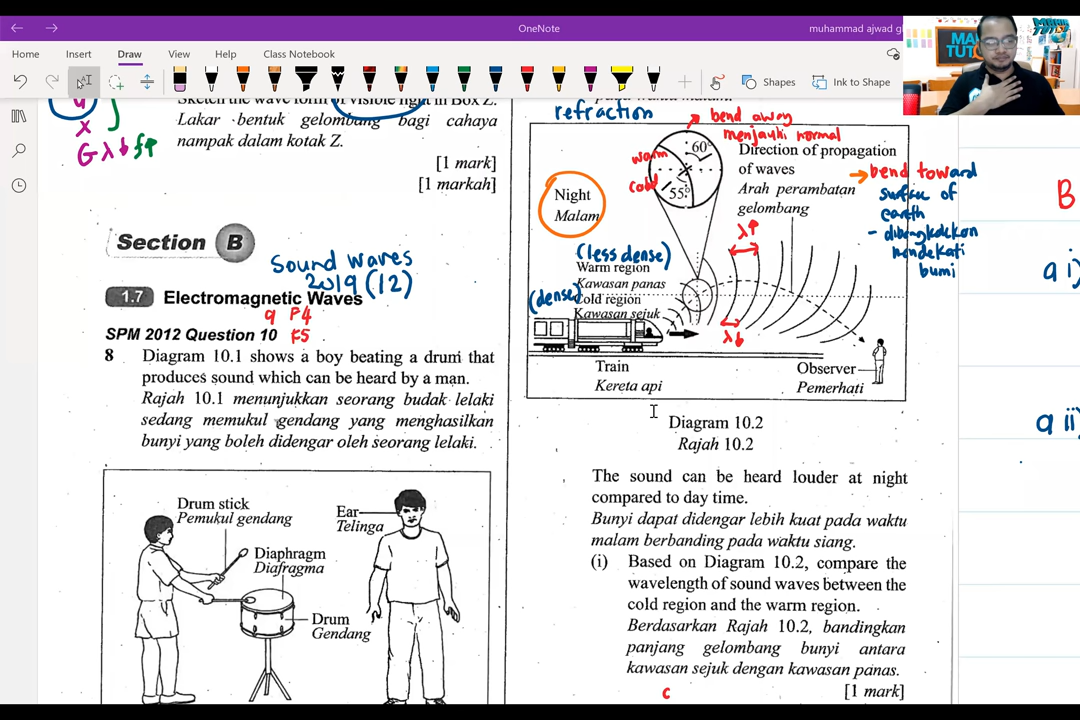 OneNote
muhammad ajwad g
Home Insert Draw View Help Class Notebook
Shapes
Ink to Shape
TUTO
x
G λ b f↑
Sketch the wave form of visible light in Box Z.
Lakar bentuk gelombang bagi cahaya
nampak dalam kotak Z.
[1 mark]
[1 markah]
Section B
Sound waves
2019 (12)
1.7 Electromagnetic Waves
9 P4
SPM 2012 Question 10 F5
8 Diagram 10.1 shows a boy beating a drum that
produces sound which can be heard by a man.
Rajah 10.1 menunjukkan seorang budak lelaki
sedang memukul gendang yang menghasilkan
bunyi yang boleh didengar oleh seorang lelaki.
Drum stick
Pemukul gendang
Ear
Telinga
Diaphragm
Diafragma
Drum
Gendang
refraction
bend away
menjauhi normal
warm
cold
60°
55°
Direction of propagation
of waves
Arah perambatan
gelombang
→ bend toward
surface of
earth
- dibengkokkan
mendekati
bumi
Night
Malam
λ↑
(less dense)
Warm region
Kawasan panas
(dense) Cold region
Kawasan sejuk
λb
Train
Kereta api
Observer
Pemerhati
Diagram 10.2
Rajah 10.2
The sound can be heard louder at night
compared to day time.
Bunyi dapat didengar lebih kuat pada waktu
malam berbanding pada waktu siang.
(i) Based on Diagram 10.2, compare the
wavelength of sound waves between the
cold region and the warm region.
Berdasarkan Rajah 10.2, bandingkan
panjang gelombang bunyi antara
kawasan sejuk dengan kawasan panas.
[1 mark]
B
a i)
a ii)